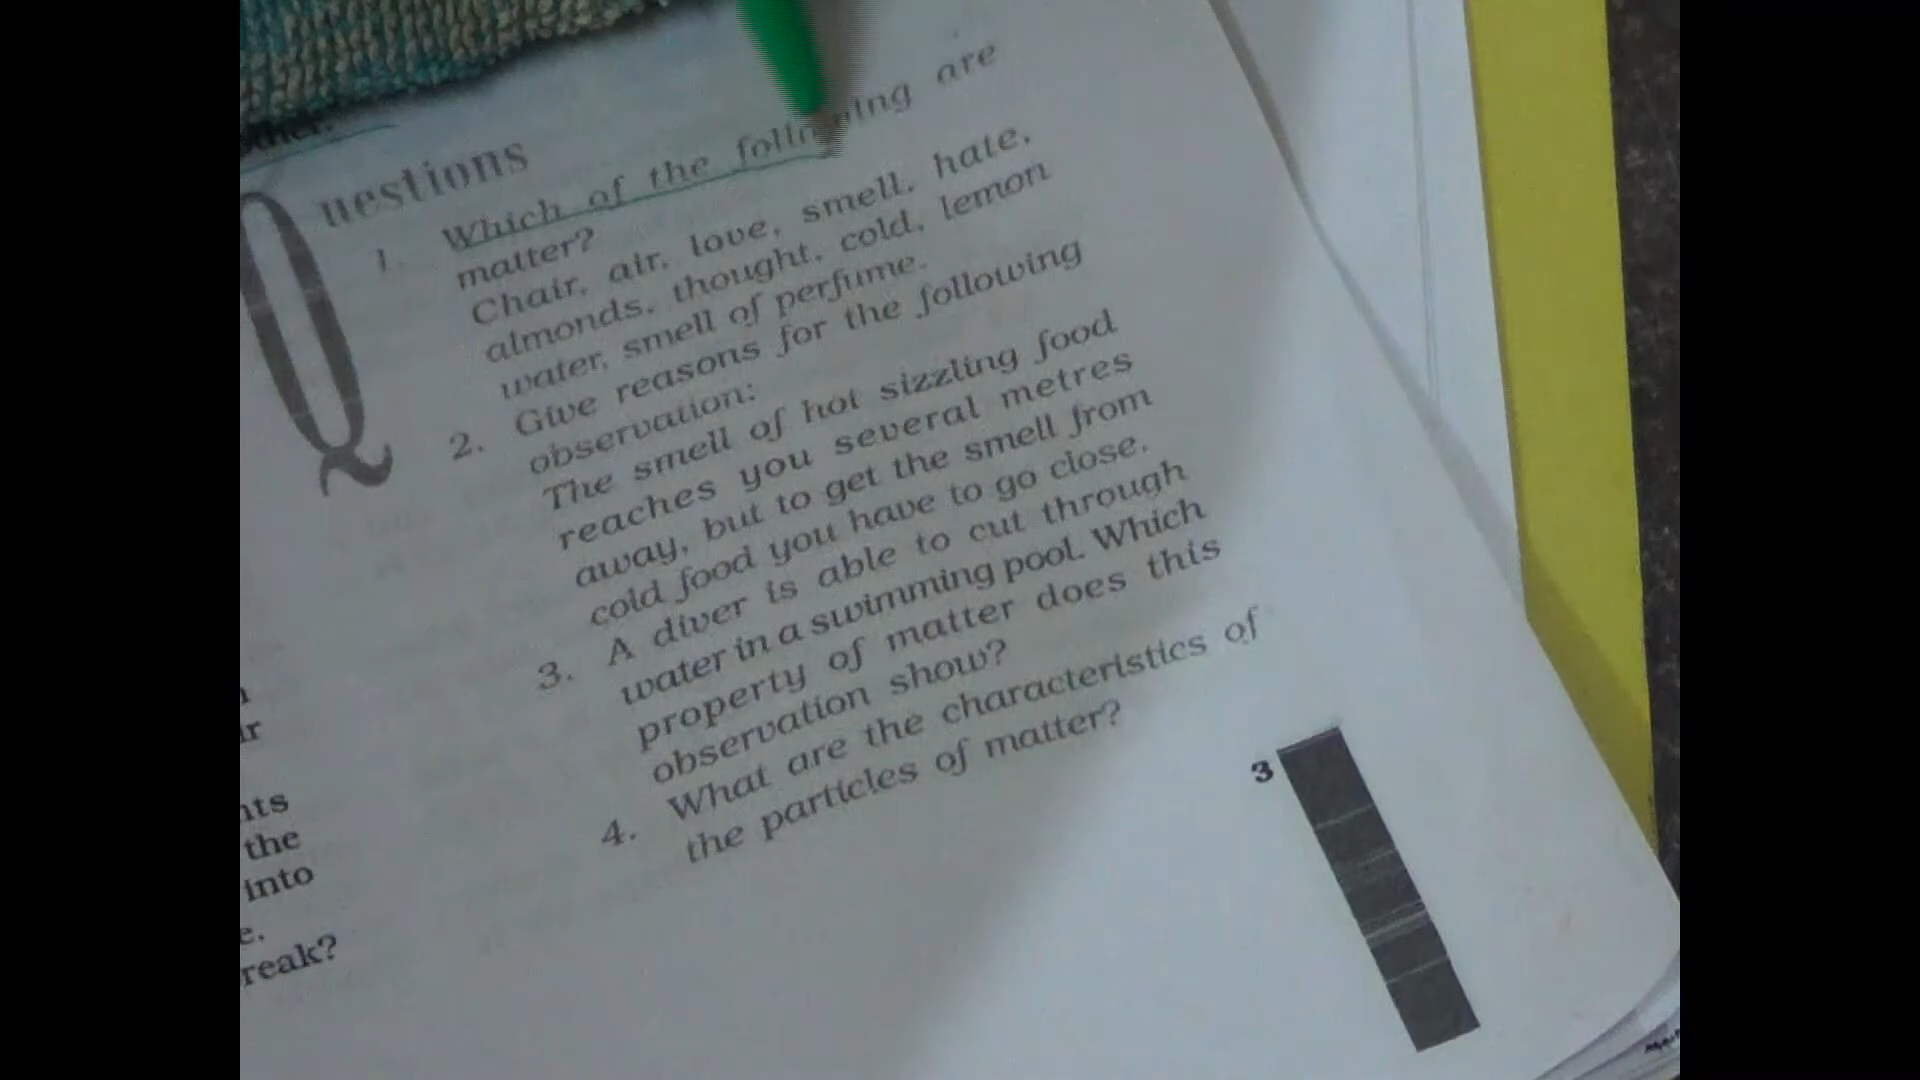 Questions
1. Which of the following are
matter?
Chair, air, love, smell, hate,
almonds, thought, cold, lemon
water, smell of perfume.
2. Give reasons for the following
observation:
The smell of hot sizzling food
reaches you several metres
away, but to get the smell from
cold food you have to go close.
3. A diver is able to cut through
water in a swimming pool. Which
property of matter does this
observation show?
4. What are the characteristics of
the particles of matter?
3
r
nts
the
into
e.
reak?